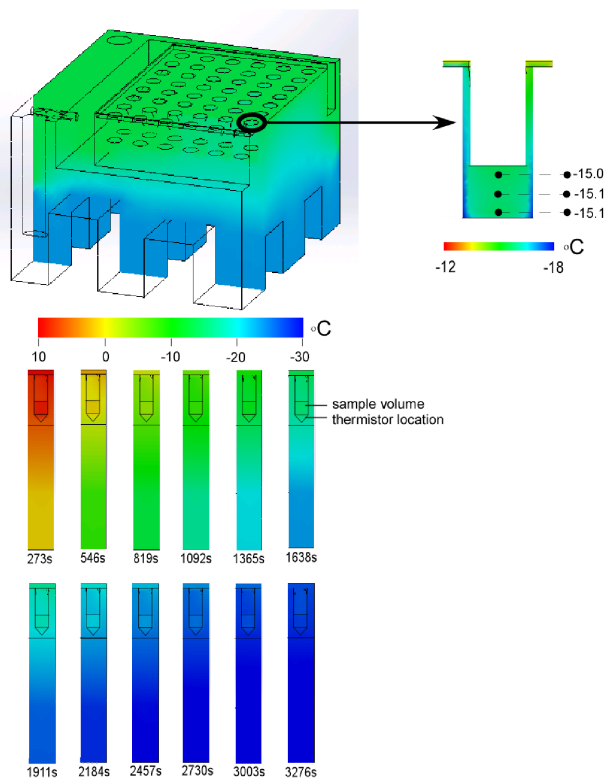 -15.0
-15.1
-15.1
°C
-12 -18
°C
10 0 -10 -20 -30
sample volume
thermistor location
273s 546s 819s 1092s 1365s 1638s
1911s 2184s 2457s 2730s 3003s 3276s